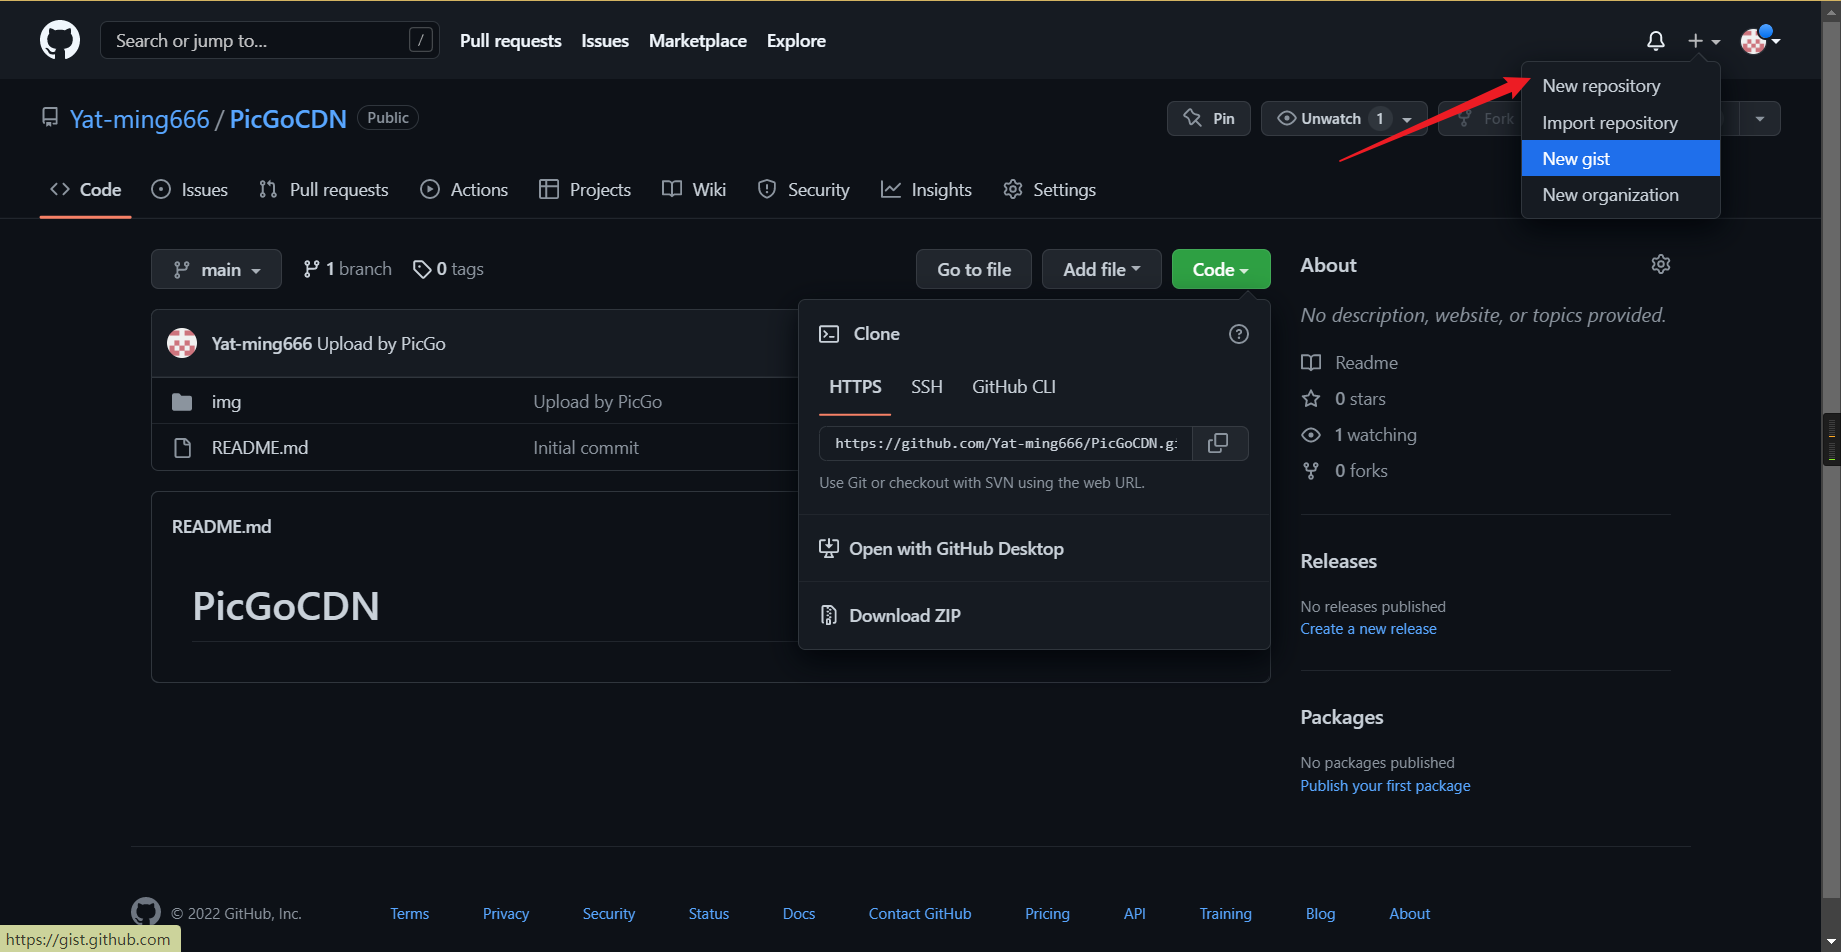 Search or jump to...
/
Pull requests
Issues
Marketplace
Explore
New repository
Import repository
New gist
New organization
Yat-ming666 / PicGoCDN
Public
Pin
Unwatch 1
Fork
Code
Issues
Pull requests
Actions
Projects
Wiki
Security
Insights
Settings
main
1 branch
0 tags
Go to file
Add file
Code
Yat-ming666 Upload by PicGo
img
Upload by PicGo
README.md
Initial commit
README.md
PicGoCDN
Clone
HTTPS
SSH
GitHub CLI
https://github.com/Yat-ming666/PicGoCDN.gi
Use Git or checkout with SVN using the web URL.
Open with GitHub Desktop
Download ZIP
About
No description, website, or topics provided.
Readme
0 stars
1 watching
0 forks
Releases
No releases published
Create a new release
Packages
No packages published
Publish your first package
© 2022 GitHub, Inc.
Terms
Privacy
Security
Status
Docs
Contact GitHub
Pricing
API
Training
Blog
About
https://gist.github.com